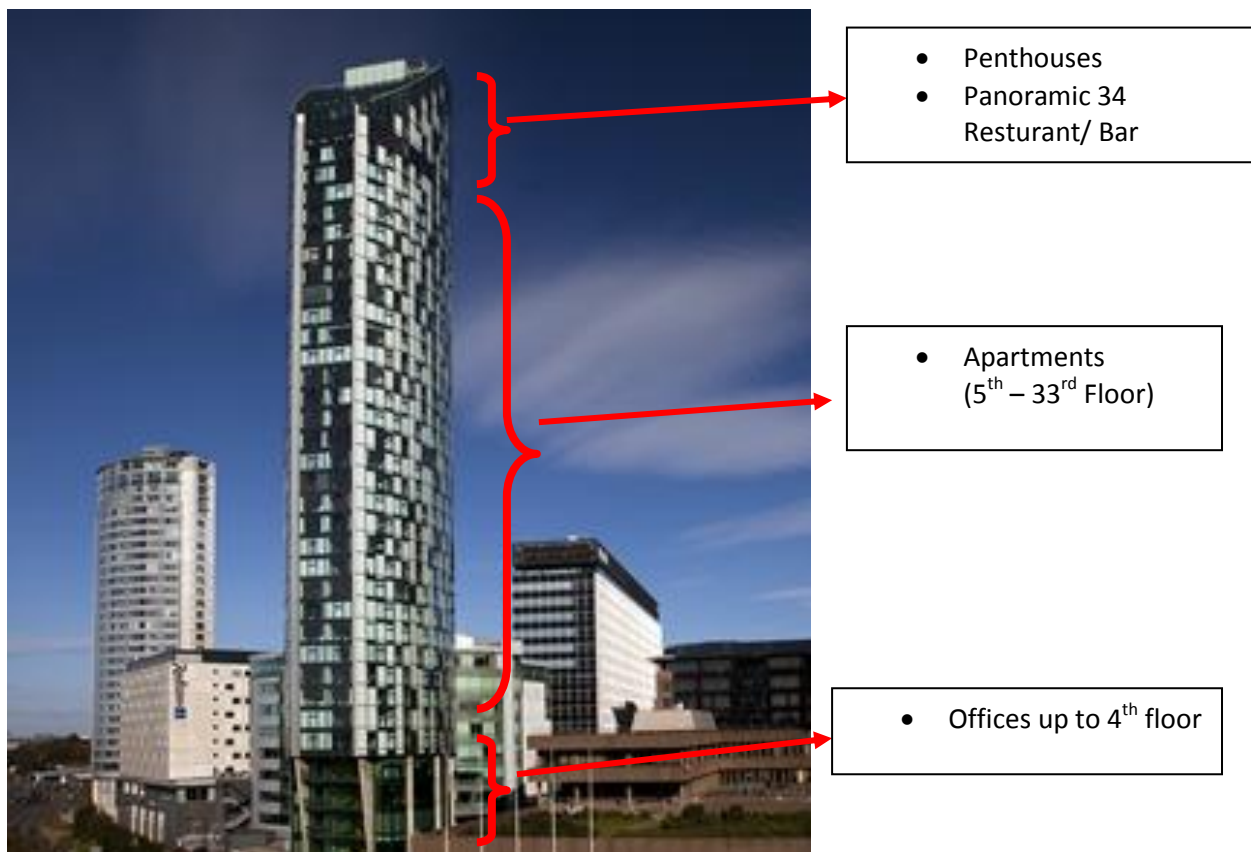 • Penthouses
• Panoramic 34
Resturant/ Bar
• Apartments
(5th – 33rd Floor)
• Offices up to 4th floor